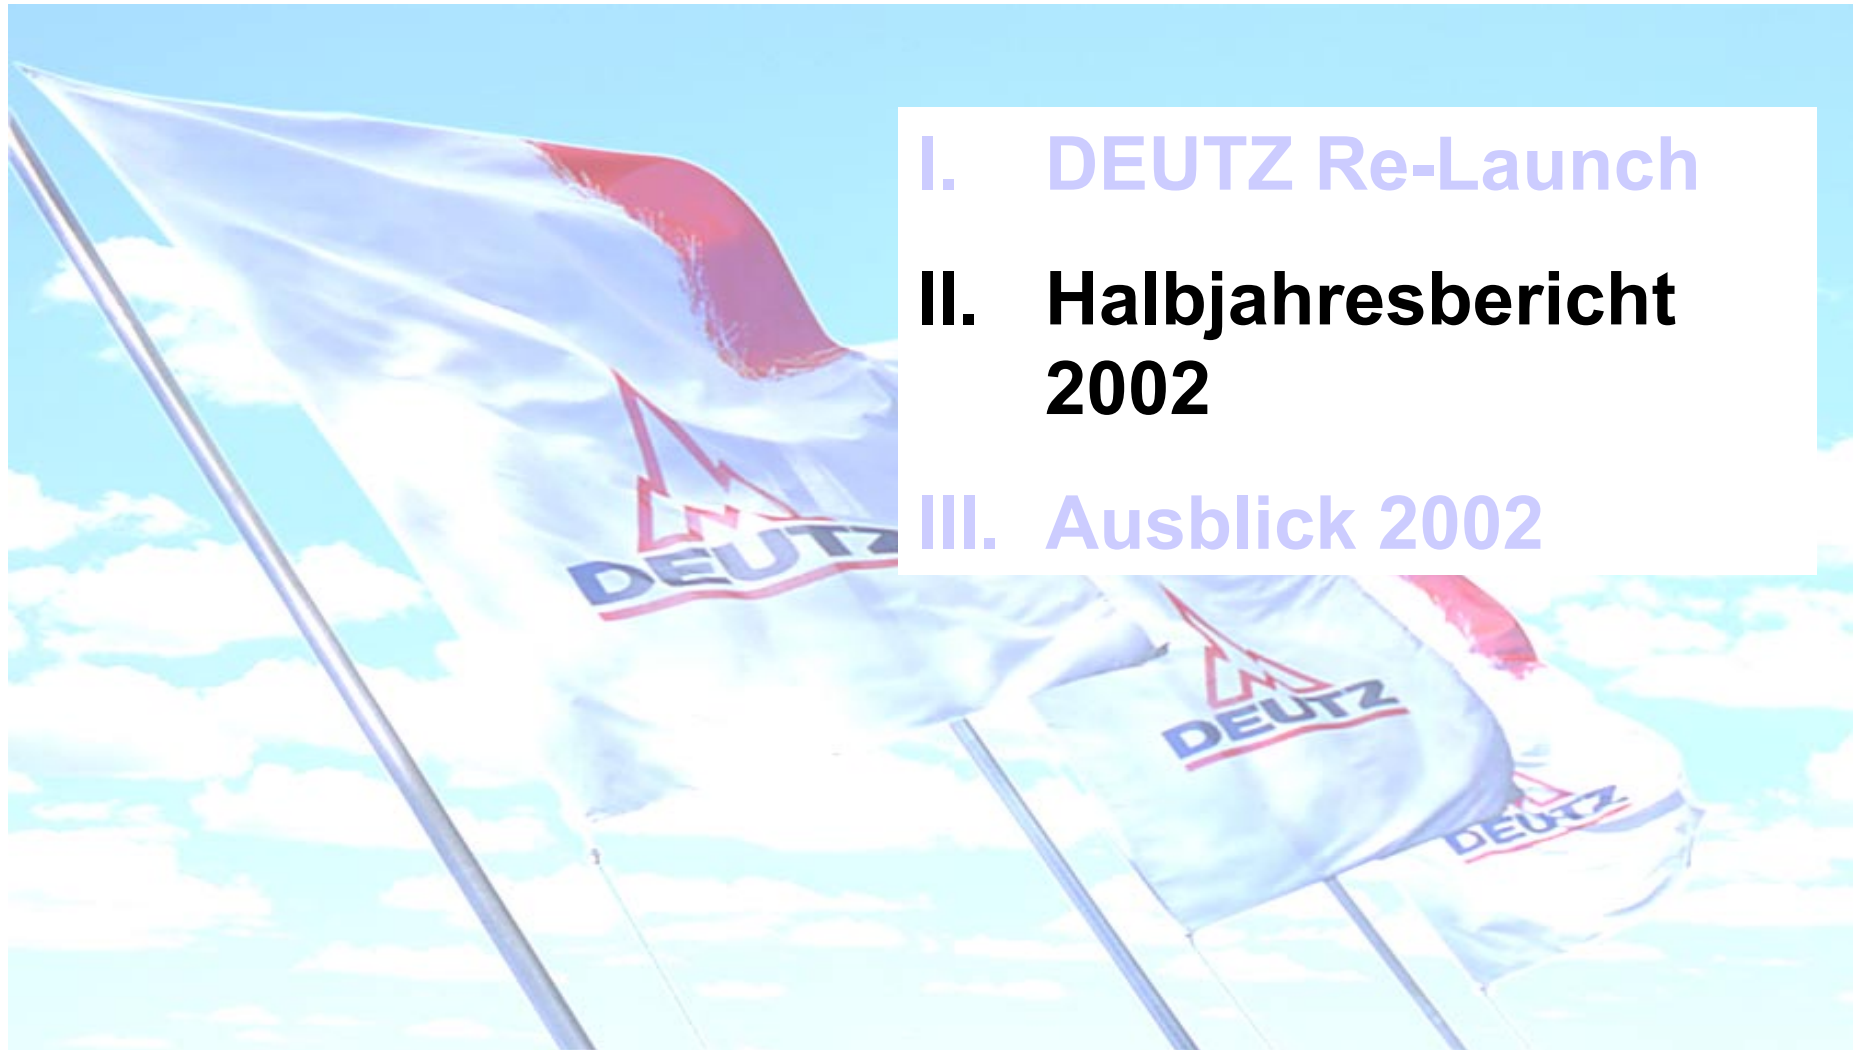 I. DEUTZ Re-Launch
II. Halbjahresbericht
2002
III. Ausblick 2002
DEUTZ
DEUTZ
DEUTZ